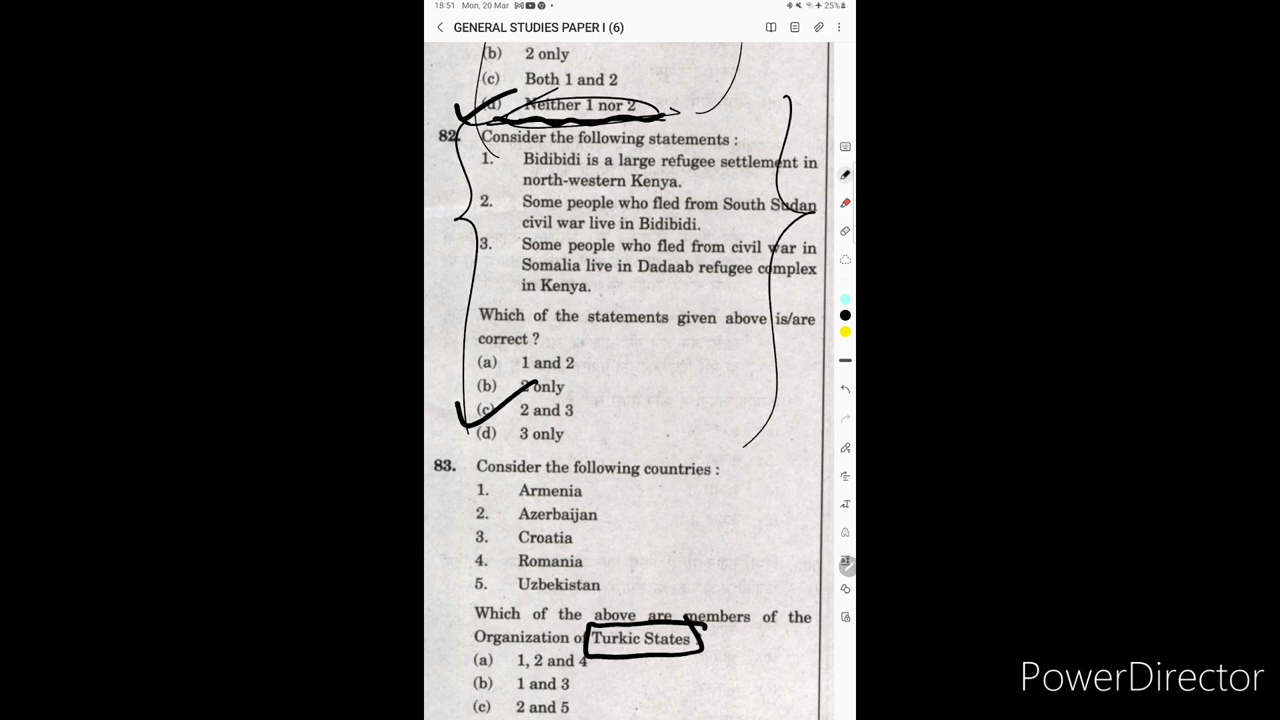 18:51 Mon, 20 Mar
25%
GENERAL STUDIES PAPER I (6)
(b) 2 only
(c) Both 1 and 2
(d) Neither 1 nor 2
82. Consider the following statements :
1. Bidibidi is a large refugee settlement in
north-western Kenya.
2. Some people who fled from South Sudan
civil war live in Bidibidi.
3. Some people who fled from civil war in
Somalia live in Dadaab refugee complex
in Kenya.
Which of the statements given above is/are
correct ?
(a) 1 and 2
(b) 2 only
(c) 2 and 3
(d) 3 only
83. Consider the following countries :
1. Armenia
2. Azerbaijan
3. Croatia
4. Romania
5. Uzbekistan
Which of the above are members of the
Organization of Turkic States ?
(a) 1, 2 and 4
(b) 1 and 3
(c) 2 and 5
PowerDirector